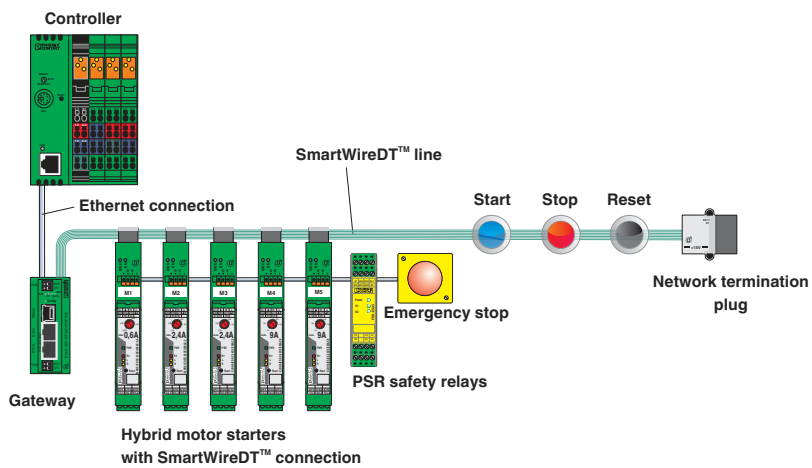 Controller
SmartWireDT™ line
Start
Stop
Reset
Ethernet connection
Network termination
plug
M1
M2
M3
M4
M5
Emergency stop
0,6A
2,4A
2,4A
9A
9A
PSR safety relays
Gateway
Hybrid motor starters
with SmartWireDT™ connection